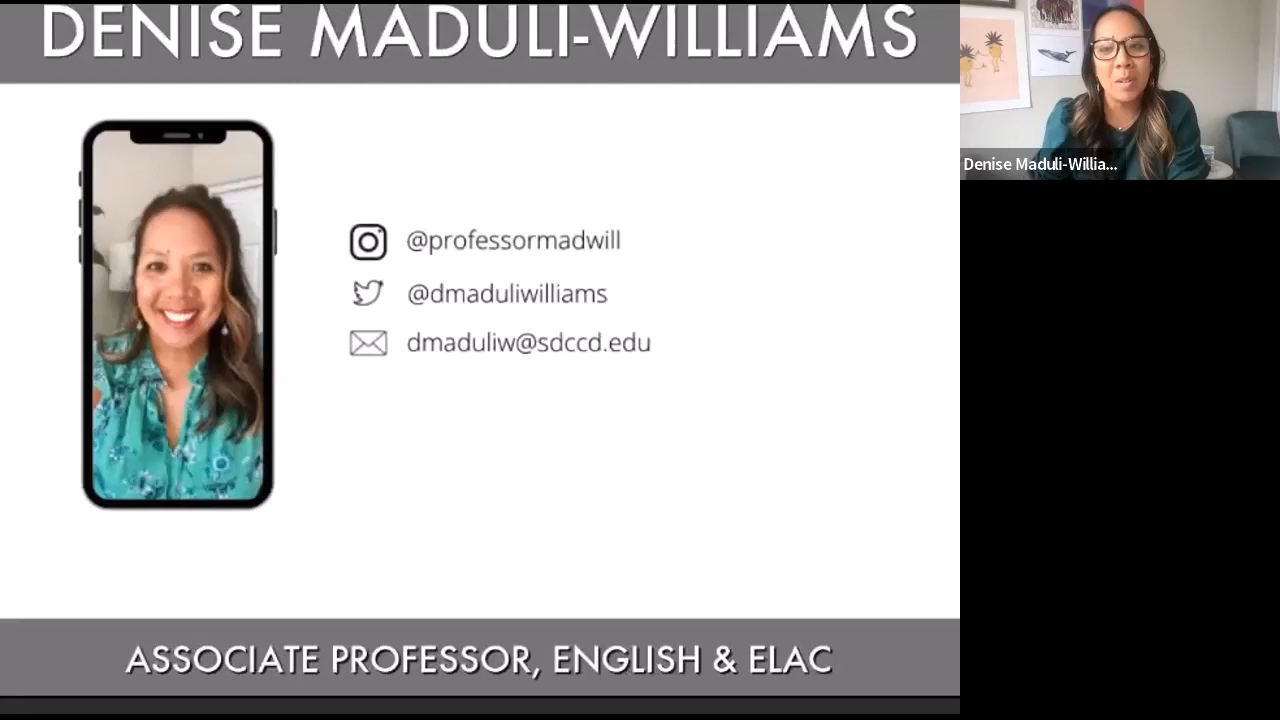 DENISE MADULI-WILLIAMS
@professormadwill
@dmaduliwilliams
dmaduliw@sdccd.edu
ASSOCIATE PROFESSOR, ENGLISH & ELAC
Denise Maduli-Willia...